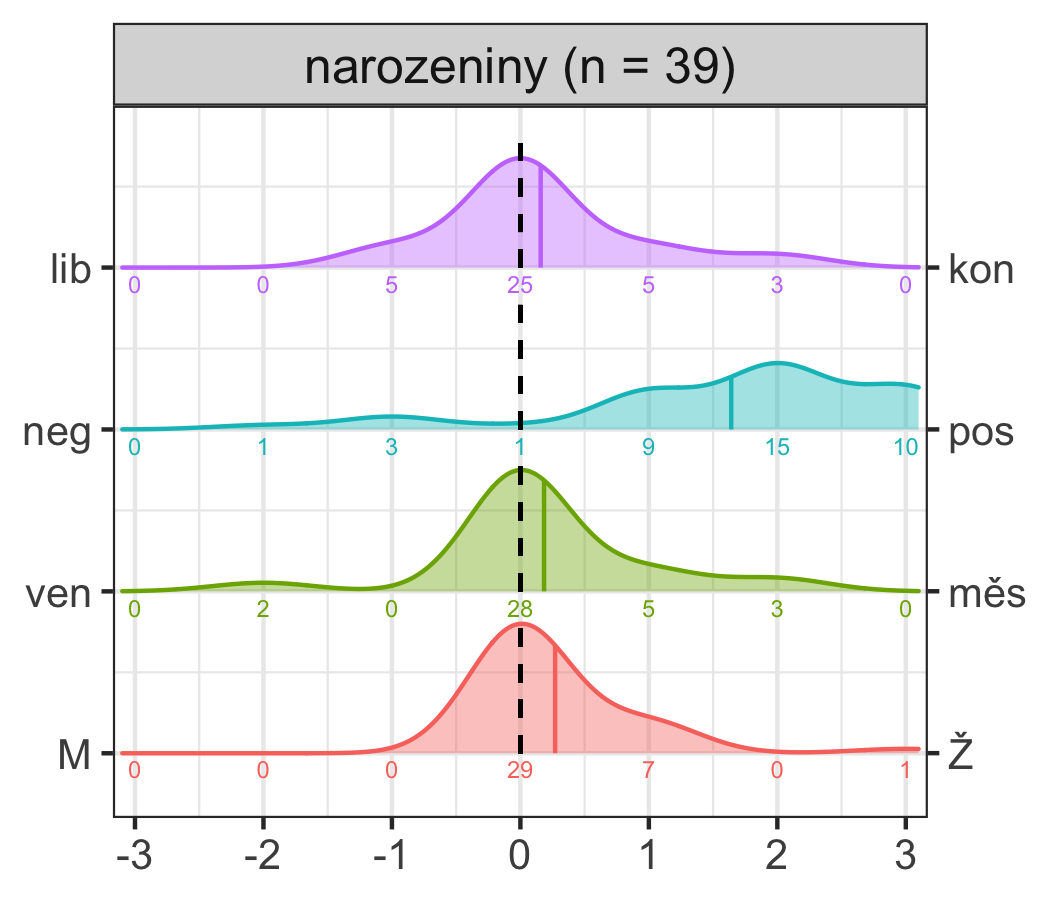 narozeniny (n = 39)
lib kon
0 0 5 25 5 3 0
neg pos
0 1 3 1 9 15 10
ven měs
0 2 0 28 5 3 0
M Ž
0 0 0 29 7 0 1
-3 -2 -1 0 1 2 3